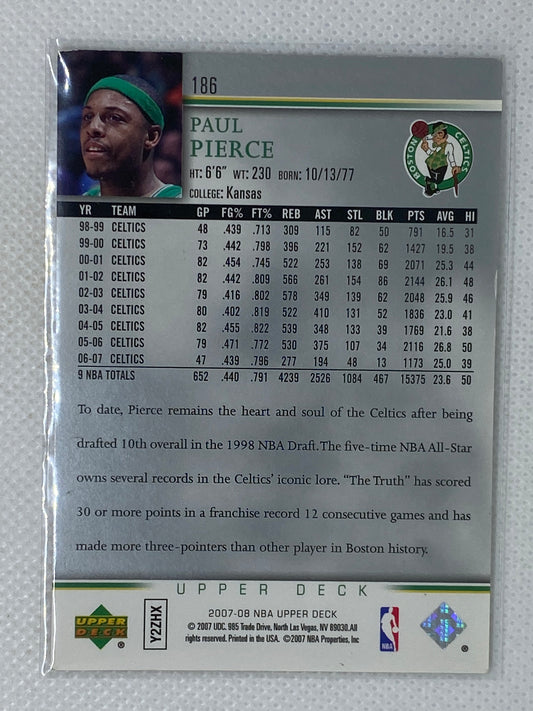 186
PAUL
PIERCE
HT: 6'6" WT: 230 BORN: 10/13/77
COLLEGE: Kansas
BOSTON CELTICS
YR TEAM GP FG% FT% REB AST STL BLK PTS AVG HI
98-99 CELTICS 48 .439 .713 309 115 82 50 791 16.5 31
99-00 CELTICS 73 .442 .798 396 221 152 62 1427 19.5 38
00-01 CELTICS 82 .454 .745 522 253 138 69 2071 25.3 44
01-02 CELTICS 82 .442 .809 566 261 154 86 2144 26.1 48
02-03 CELTICS 79 .416 .802 578 349 139 62 2048 25.9 46
03-04 CELTICS 80 .402 .819 522 410 131 52 1836 23.0 41
04-05 CELTICS 82 .455 .822 539 348 133 39 1769 21.6 38
05-06 CELTICS 79 .471 .772 530 375 107 34 2116 26.8 50
06-07 CELTICS 47 .439 .796 277 194 48 13 1173 25.0 39
9 NBA TOTALS 652 .440 .791 4239 2526 1084 467 15375 23.6 50
To date, Pierce remains the heart and soul of the Celtics after being
drafted 10th overall in the 1998 NBA Draft. The five-time NBA All-Star
owns several records in the Celtics' iconic lore. "The Truth" has scored
30 or more points in a franchise record 12 consecutive games and has
made more three-pointers than other player in Boston history.
UPPER DECK
UPPER
DECK
®
Y2ZHX
2007-08 NBA UPPER DECK
© 2007 UDC. 985 Trade Drive, North Las Vegas, NV 89030. All
rights reserved. Printed in the USA. ©2007 NBA Properties, Inc
NBA
®